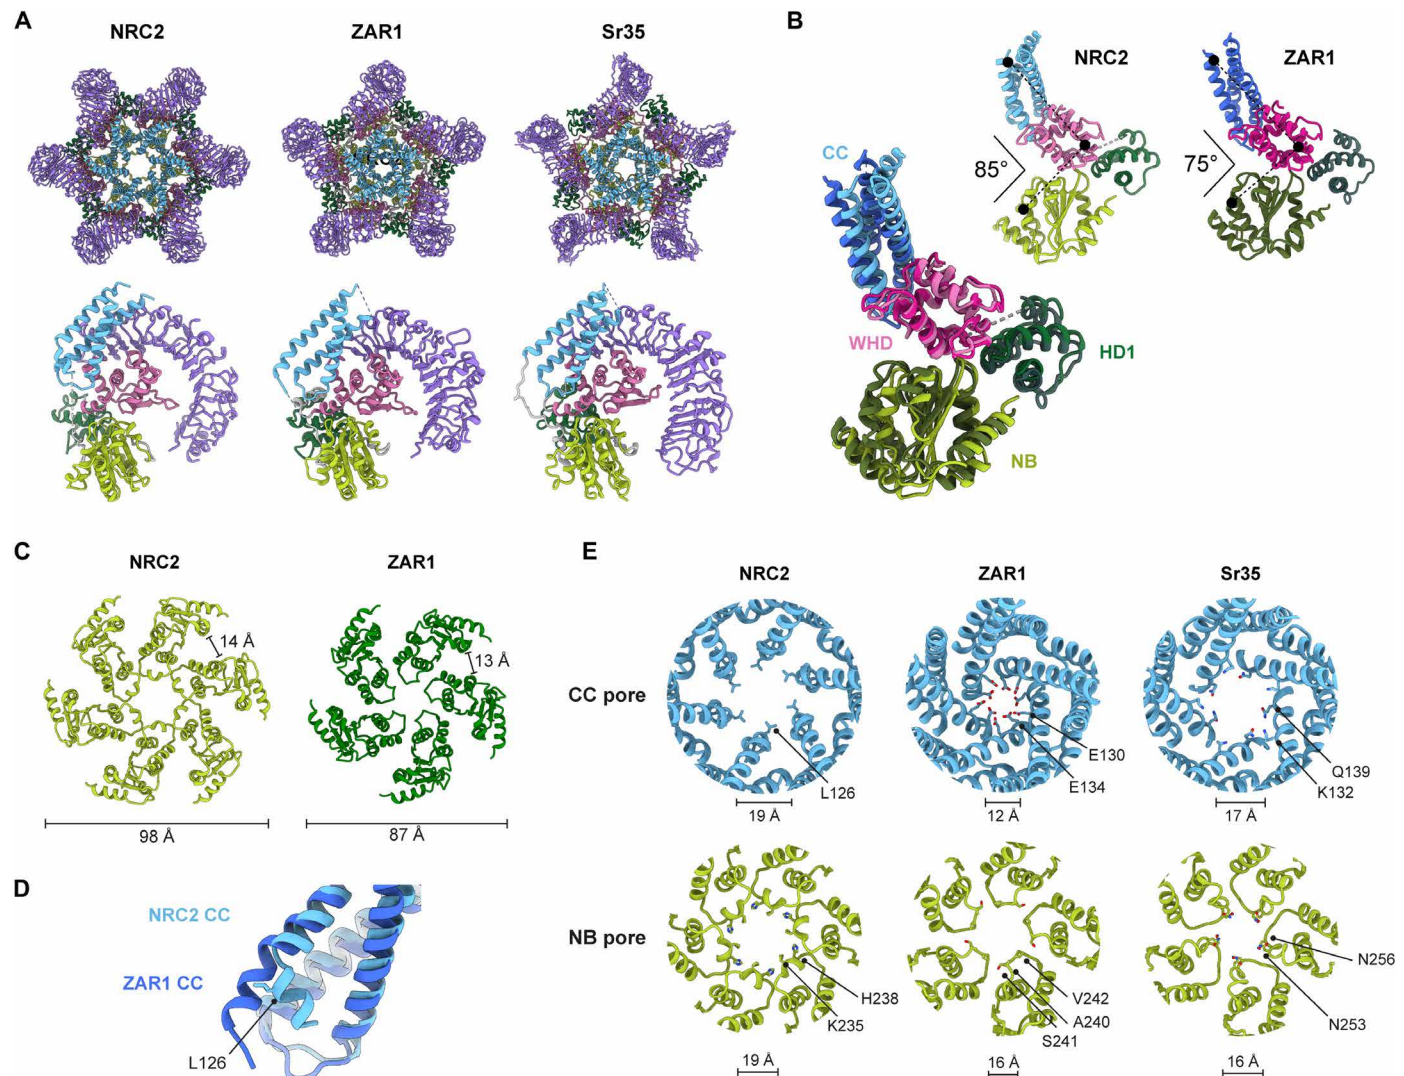 A
NRC2
ZAR1
Sr35
B
NRC2
ZAR1
85°
75°
CC
WHD
HD1
NB
C
NRC2
ZAR1
14 Å
13 Å
98 Å
87 Å
D
NRC2 CC
ZAR1 CC
L126
E
NRC2
ZAR1
Sr35
CC pore
L126
E130
E134
Q139
K132
19 Å
12 Å
17 Å
NB pore
H238
K235
V242
A240
S241
N256
N253
19 Å
16 Å
16 Å